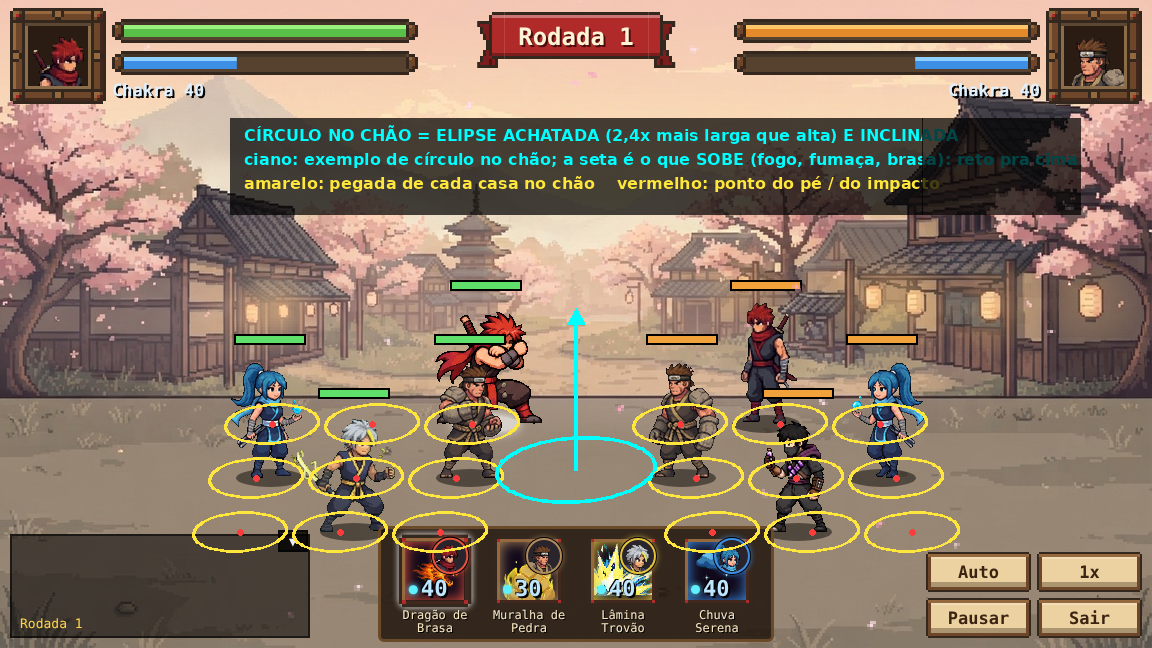 Rodada 1
Chakra 40
Chakra 40
CÍRCULO NO CHÃO = ELIPSE ACHATADA (2,4x mais larga que alta) E INCLINADA
ciano: exemplo de círculo no chão; a seta é o que SOBE (fogo, fumaça, brasa): reto pra cima
amarelo: pegada de cada casa no chão vermelho: ponto do pé / do impacto
40
30
40
40
Dragão de
Brasa
Muralha de
Pedra
Lâmina
Trovão
Chuva
Serena
Rodada 1
Auto
1x
Pausar
Sair